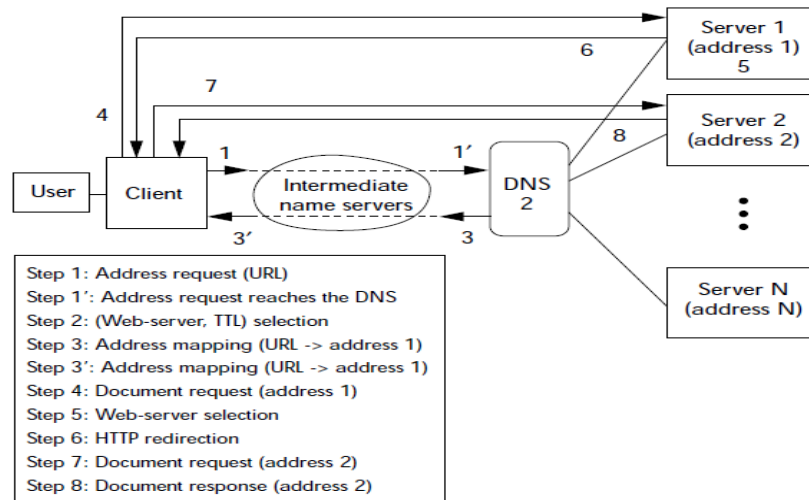 Server 1
(address 1)
5
6
7
4
Server 2
(address 2)
8
1
1′
User
Client
Intermediate
name servers
DNS
2
3′
3
Server N
(address N)
Step 1: Address request (URL)
Step 1′: Address request reaches the DNS
Step 2: (Web-server, TTL) selection
Step 3: Address mapping (URL -> address 1)
Step 3′: Address mapping (URL -> address 1)
Step 4: Document request (address 1)
Step 5: Web-server selection
Step 6: HTTP redirection
Step 7: Document request (address 2)
Step 8: Document response (address 2)